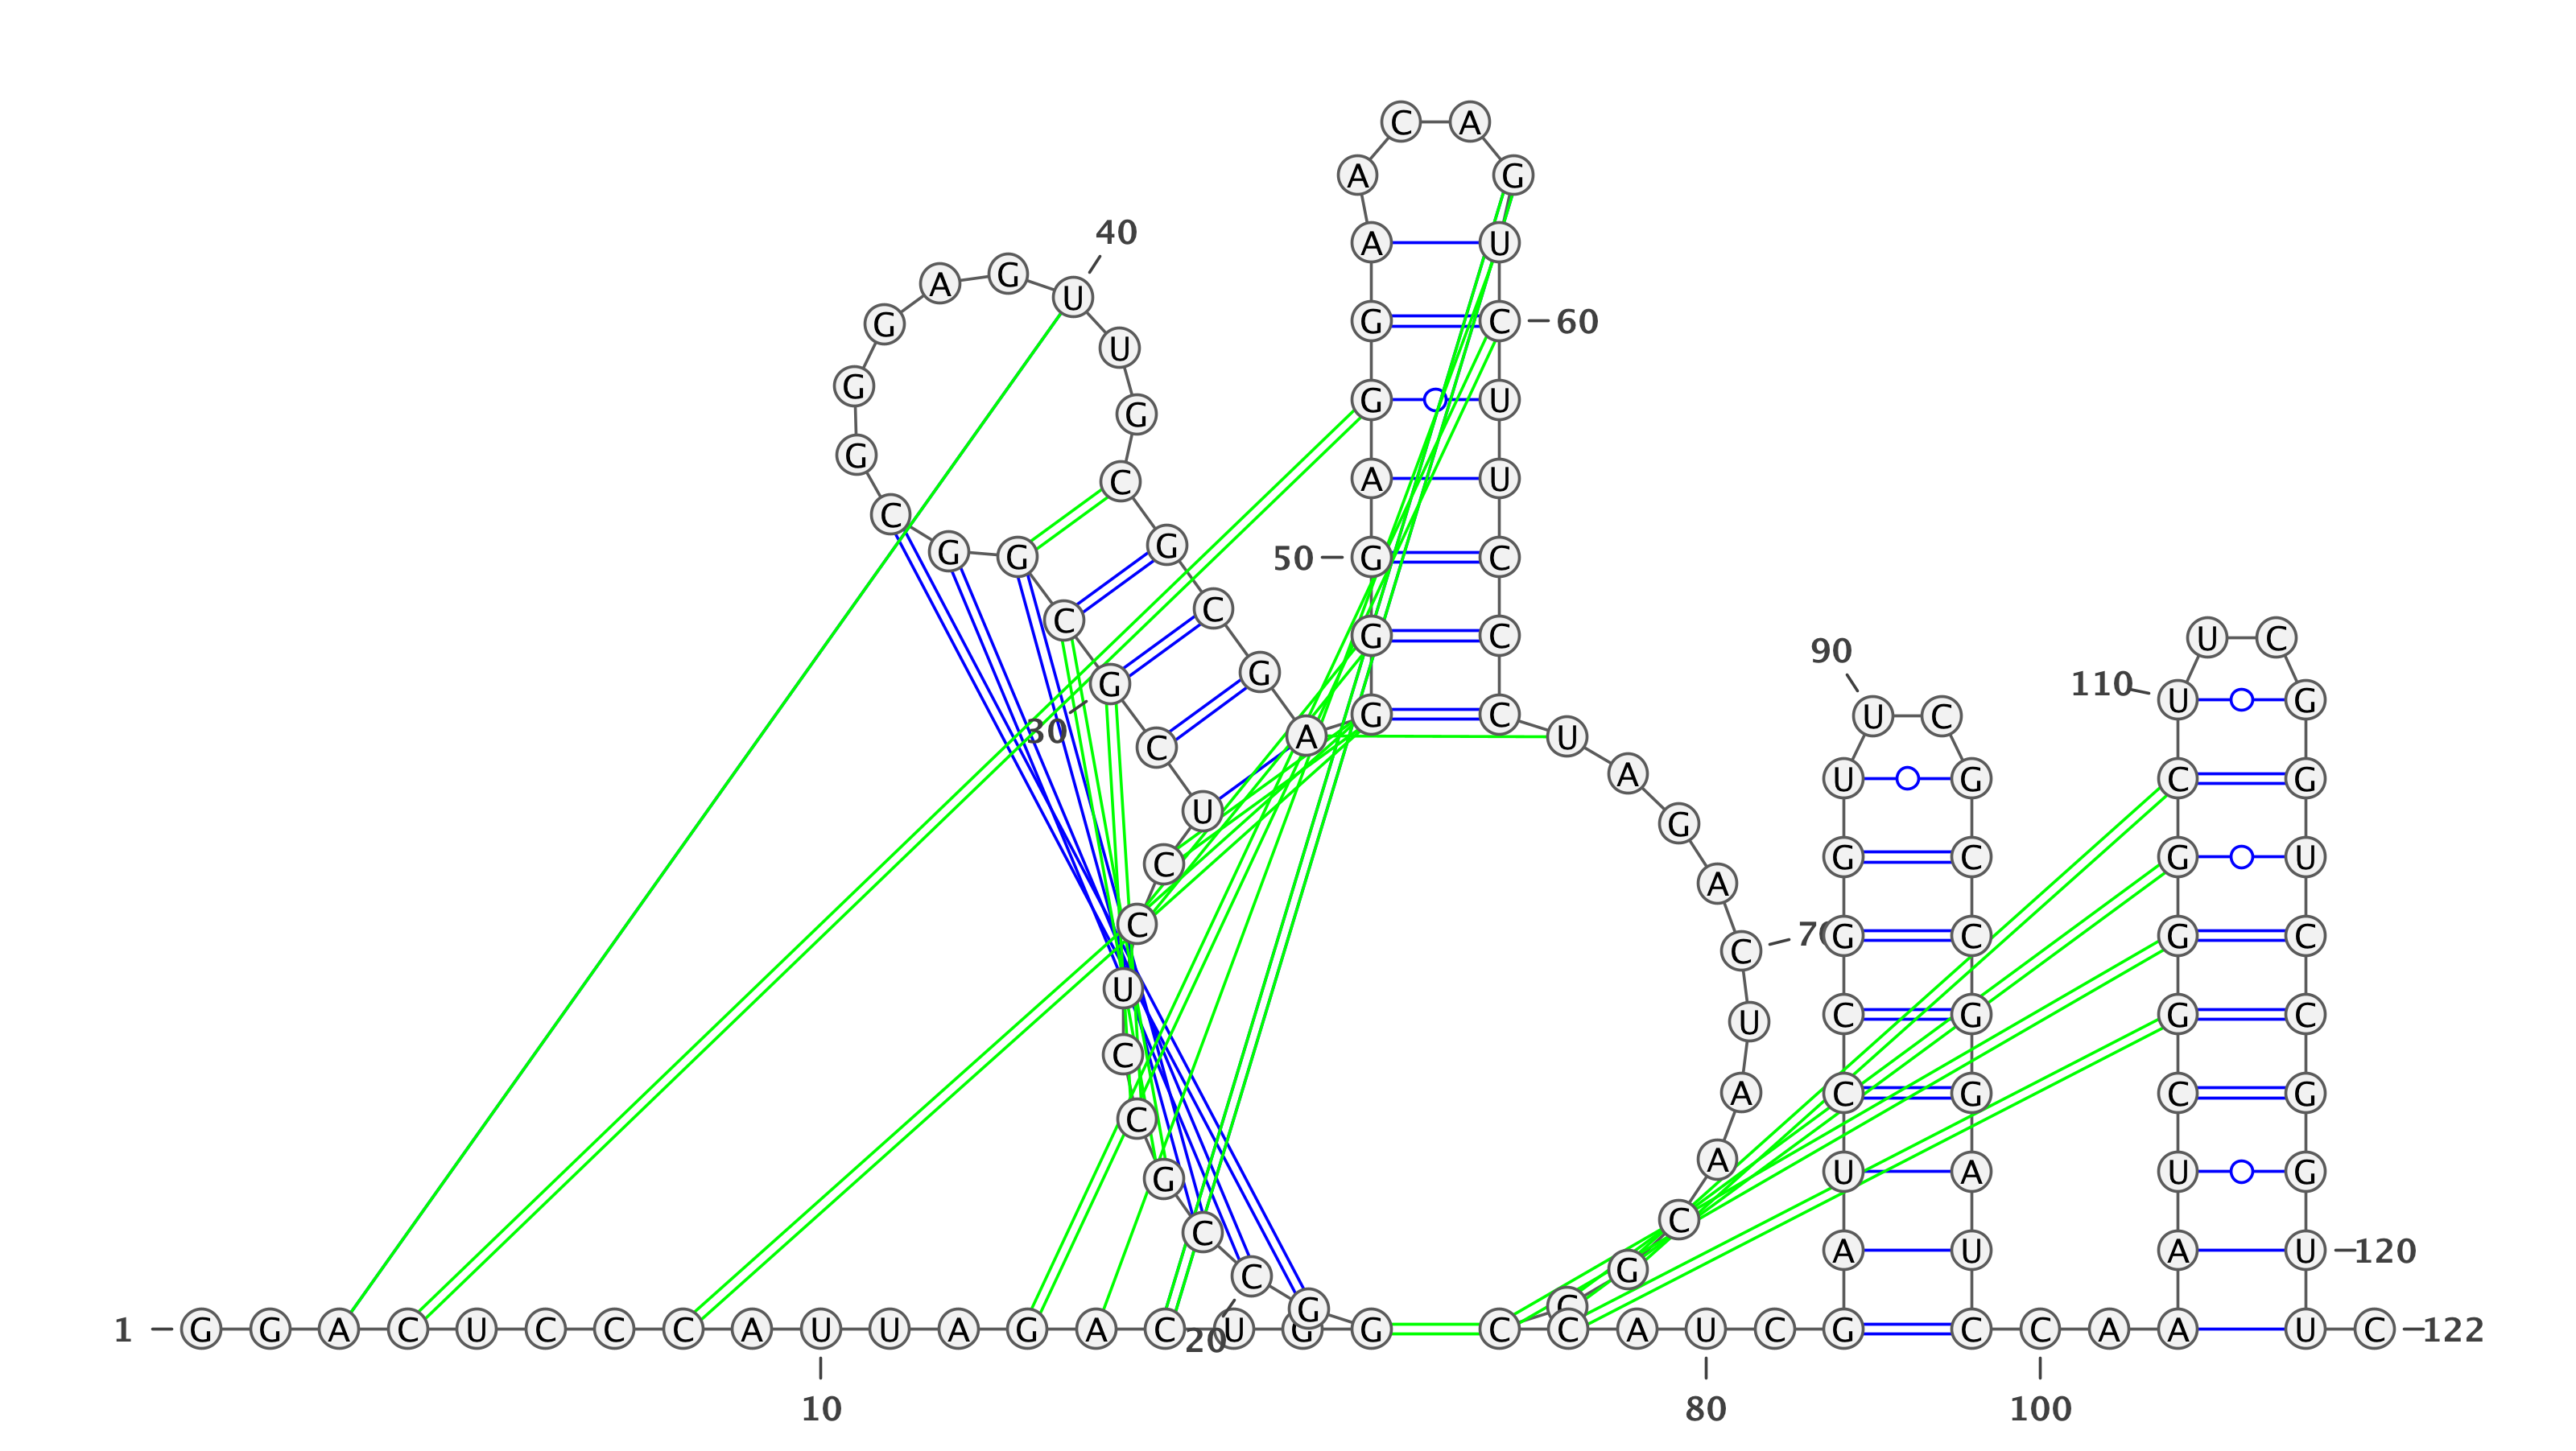 C A
A G
40
A G U
A U
G U
G C 60
G G
G U
G C
A U
C G G G
50 G C
C C
G C
U C
90
G G
110 U G
G C U C
30 C A U
A
U G C G
U G
C A G C G U
C 70 G C G C
U
U C G G C
C
A C G C G
C
G A U A U G
C C
A U A U 120
C G
G G
1 G G A C U C C C A U U A G A C 20 U G G C C A U C G C C A A U C 122
10 80 100